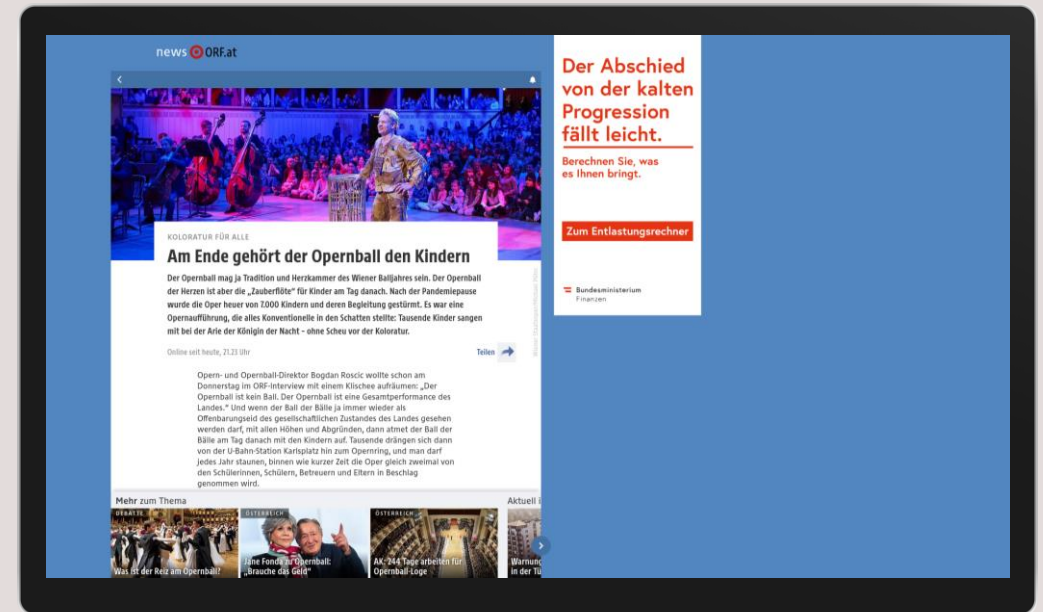 news ORF.at
KOLORATUR FÜR ALLE
Am Ende gehört der Opernball den Kindern
Der Opernball mag ja Tradition und Herzkammer des Wiener Balljahres sein. Der Opernball
der Herzen ist aber die „Zauberflöte“ für Kinder am Tag danach. Nach der Pandemiepause
wurde die Oper heuer von 7.000 Kindern und deren Begleitung gestürmt. Es war eine
Opernaufführung, die alles Konventionelle in den Schatten stellte: Tausende Kinder sangen
mit bei der Arie der Königin der Nacht – ohne Scheu vor der Koloratur.
Online seit heute, 21.23 Uhr
Teilen
Opern- und Opernball-Direktor Bogdan Roscic wollte schon am
Donnerstag im ORF-Interview mit einem Klischee aufräumen: „Der
Opernball ist kein Ball. Der Opernball ist eine Gesamtperformance des
Landes.“ Und wenn der Ball der Bälle ja immer wieder als
Offenbarungseid des gesellschaftlichen Zustandes des Landes gesehen
werden darf, mit allen Höhen und Abgründen, dann atmet der Ball der
Bälle am Tag danach mit den Kindern auf. Tausende drängen sich dann
von der U-Bahn-Station Karlsplatz hin zum Opernring, und man darf
jedes Jahr staunen, binnen wie kurzer Zeit die Oper gleich zweimal von
den Schülerinnen, Schülern, Betreuern und Eltern in Beschlag
genommen wird.
Mehr zum Thema
Aktuell i
DEBATTE
Was ist der Reiz am Opernball?
ÖSTERREICH
Jane Fonda zu Opernball:
„Brauche das Geld“
ÖSTERREICH
AK: 244 Tage arbeiten für
Opernball-Loge
Warnung
in der Tü
Der Abschied
von der kalten
Progression
fällt leicht.
Berechnen Sie, was
es Ihnen bringt.
Zum Entlastungsrechner
Bundesministerium
Finanzen